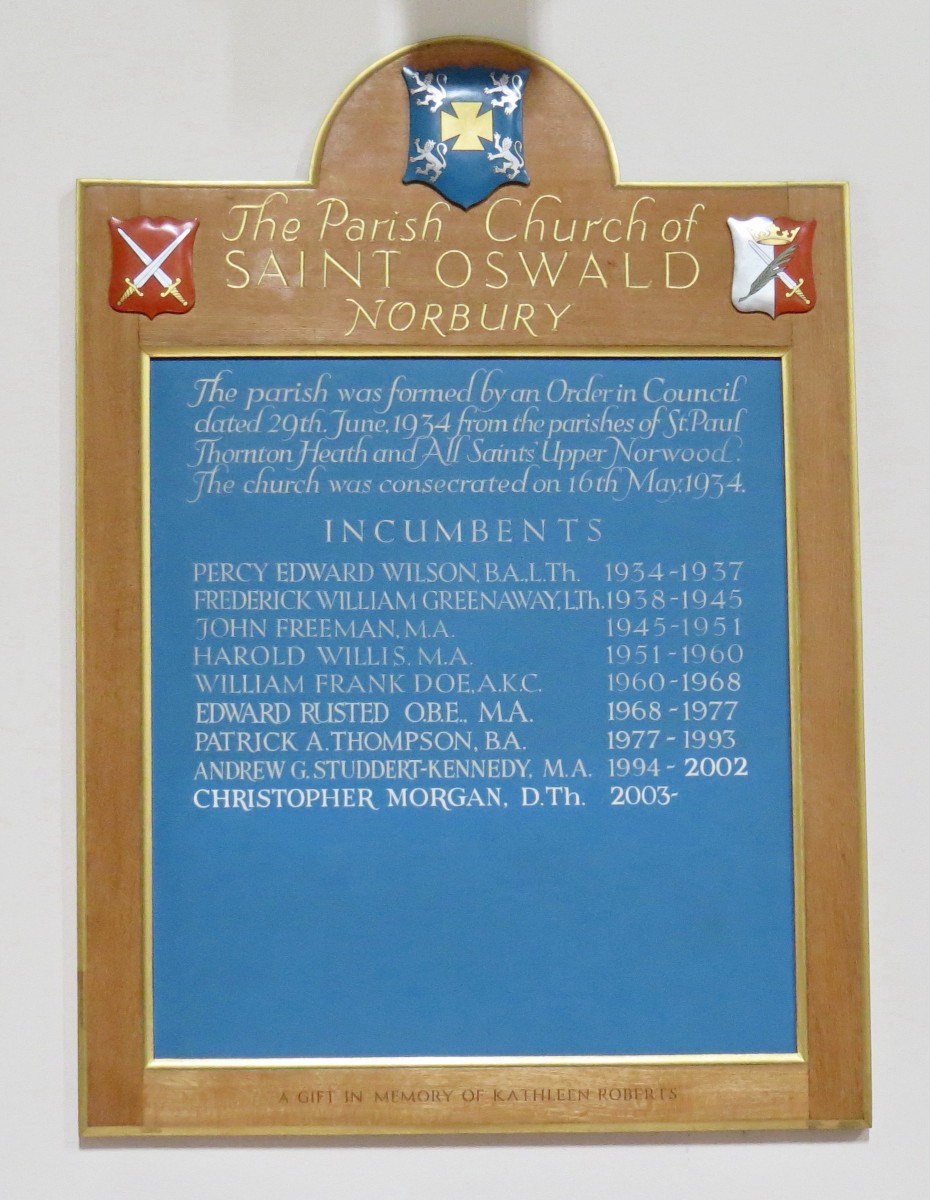 The Parish Church of
SAINT OSWALD
NORBURY
The parish was formed by an Order in Council
dated 29th. June, 1934 from the parishes of St. Paul
Thornton Heath and All Saints' Upper Norwood.
The church was consecrated on 16th May, 1934.
INCUMBENTS
PERCY EDWARD WILSON, B.A., L.Th. 1934-1937
FREDERICK WILLIAM GREENAWAY, L.Th. 1938-1945
JOHN FREEMAN, M.A. 1945-1951
HAROLD WILLIS. M.A. 1951-1960
WILLIAM FRANK DOE, A.K.C. 1960-1968
EDWARD RUSTED O.B.E., M.A. 1968-1977
PATRICK A. THOMPSON, B.A. 1977-1993
ANDREW G. STUDDERT-KENNEDY, M.A. 1994-2002
CHRISTOPHER MORGAN, D.Th. 2003-
A GIFT IN MEMORY OF KATHLEEN ROBERTS